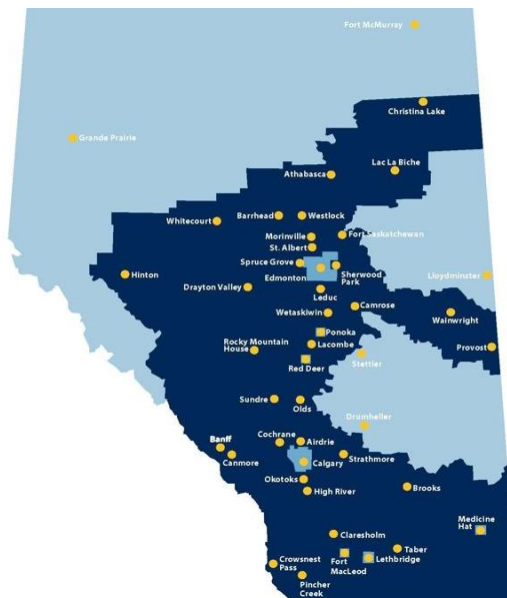 Fort McMurray
Christina Lake
Grande Prairie
Lac La Biche
Athabasca
Barrhead
Westlock
Whitecourt
Morinville
Fort Saskatchewan
St. Albert
Spruce Grove
Sherwood
Park
Edmonton
Hinton
Lloydminster
Drayton Valley
Leduc
Camrose
Wetaskiwin
Wainwright
Ponoka
Rocky Mountain
House
Lacombe
Provost
Red Deer
Stettler
Sundre
Olds
Drumheller
Banff
Cochrane
Airdrie
Canmore
Calgary
Strathmore
Okotoks
High River
Brooks
Medicine
Hat
Claresholm
Taber
Crowsnest
Pass
Fort
MacLeod
Lethbridge
Pincher
Creek